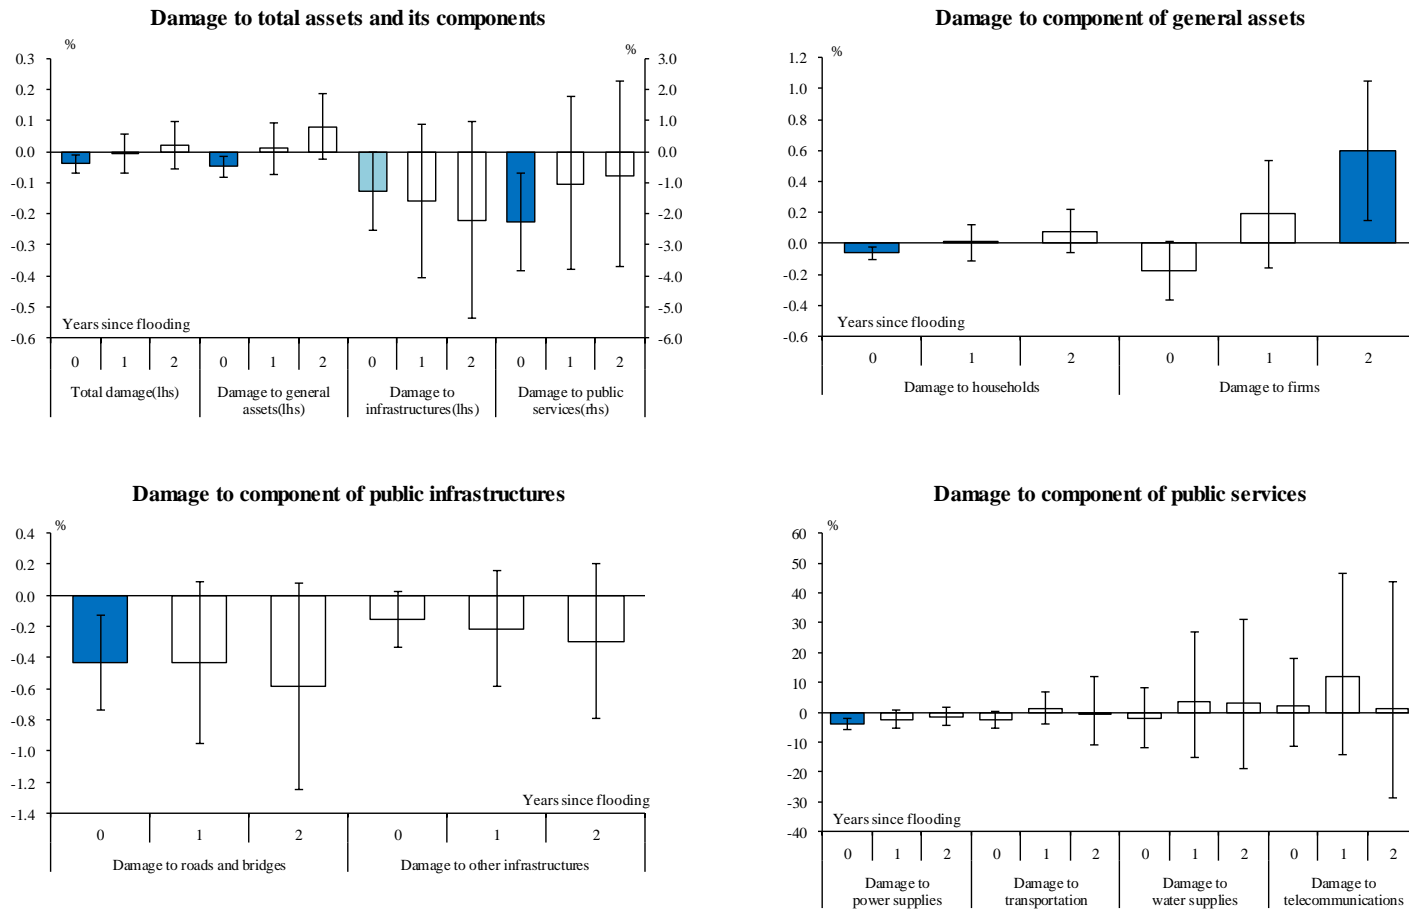 Damage to total assets and its components
%
%
0.3
0.2
0.1
0.0
-0.1
-0.2
-0.3
-0.4
-0.5
-0.6
3.0
2.0
1.0
0.0
-1.0
-2.0
-3.0
-4.0
-5.0
-6.0
Years since flooding
0 1 2 0 1 2 0 1 2 0 1 2
Total damage(lhs)
Damage to general
assets(lhs)
Damage to
infrastructures(lhs)
Damage to public
services(rhs)
Damage to component of general assets
%
1.2
1.0
0.8
0.6
0.4
0.2
0.0
-0.2
-0.4
-0.6
Years since flooding
0 1 2 0 1 2
Damage to households
Damage to firms
Damage to component of public infrastructures
%
0.4
0.2
0.0
-0.2
-0.4
-0.6
-0.8
-1.0
-1.2
-1.4
Years since flooding
0 1 2 0 1 2
Damage to roads and bridges
Damage to other infrastructures
Damage to component of public services
%
60
50
40
30
20
10
0
-10
-20
-30
-40
Years since flooding
0 1 2 0 1 2 0 1 2 0 1 2
Damage to
power supplies
Damage to
transportation
Damage to
water supplies
Damage to
telecommunications